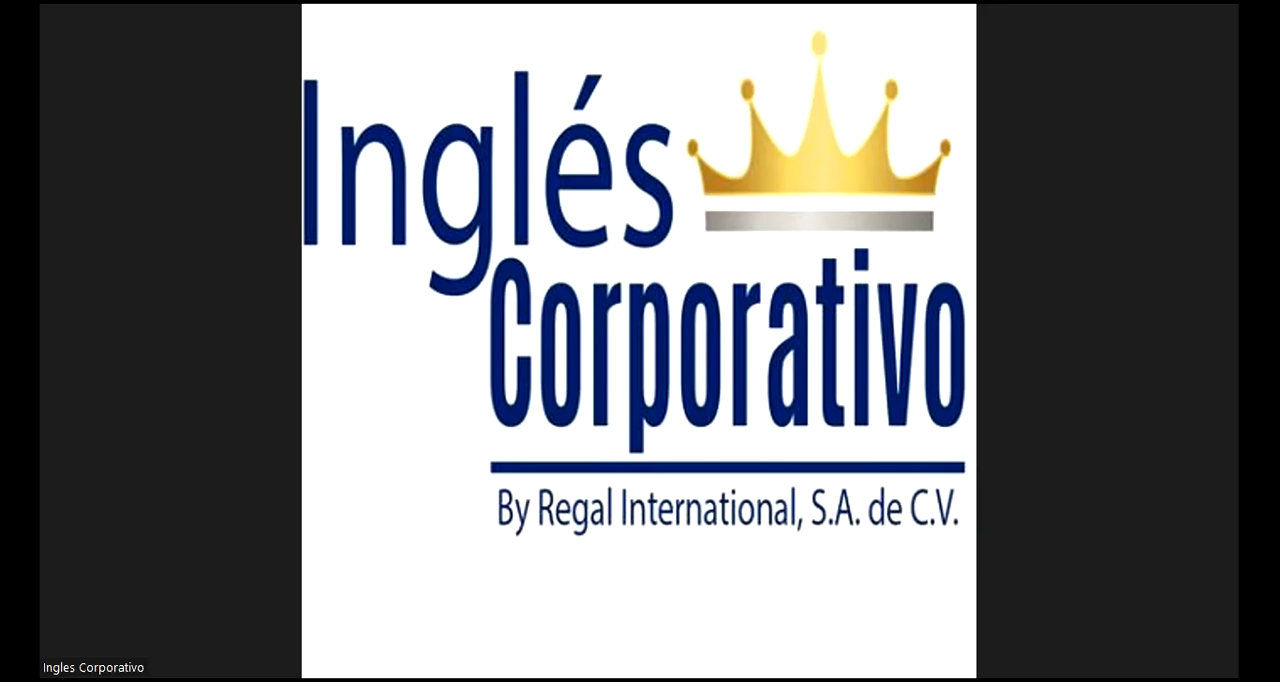 Inglés
Corporativo
By Regal International, S.A. de C.V.
Ingles Corporativo